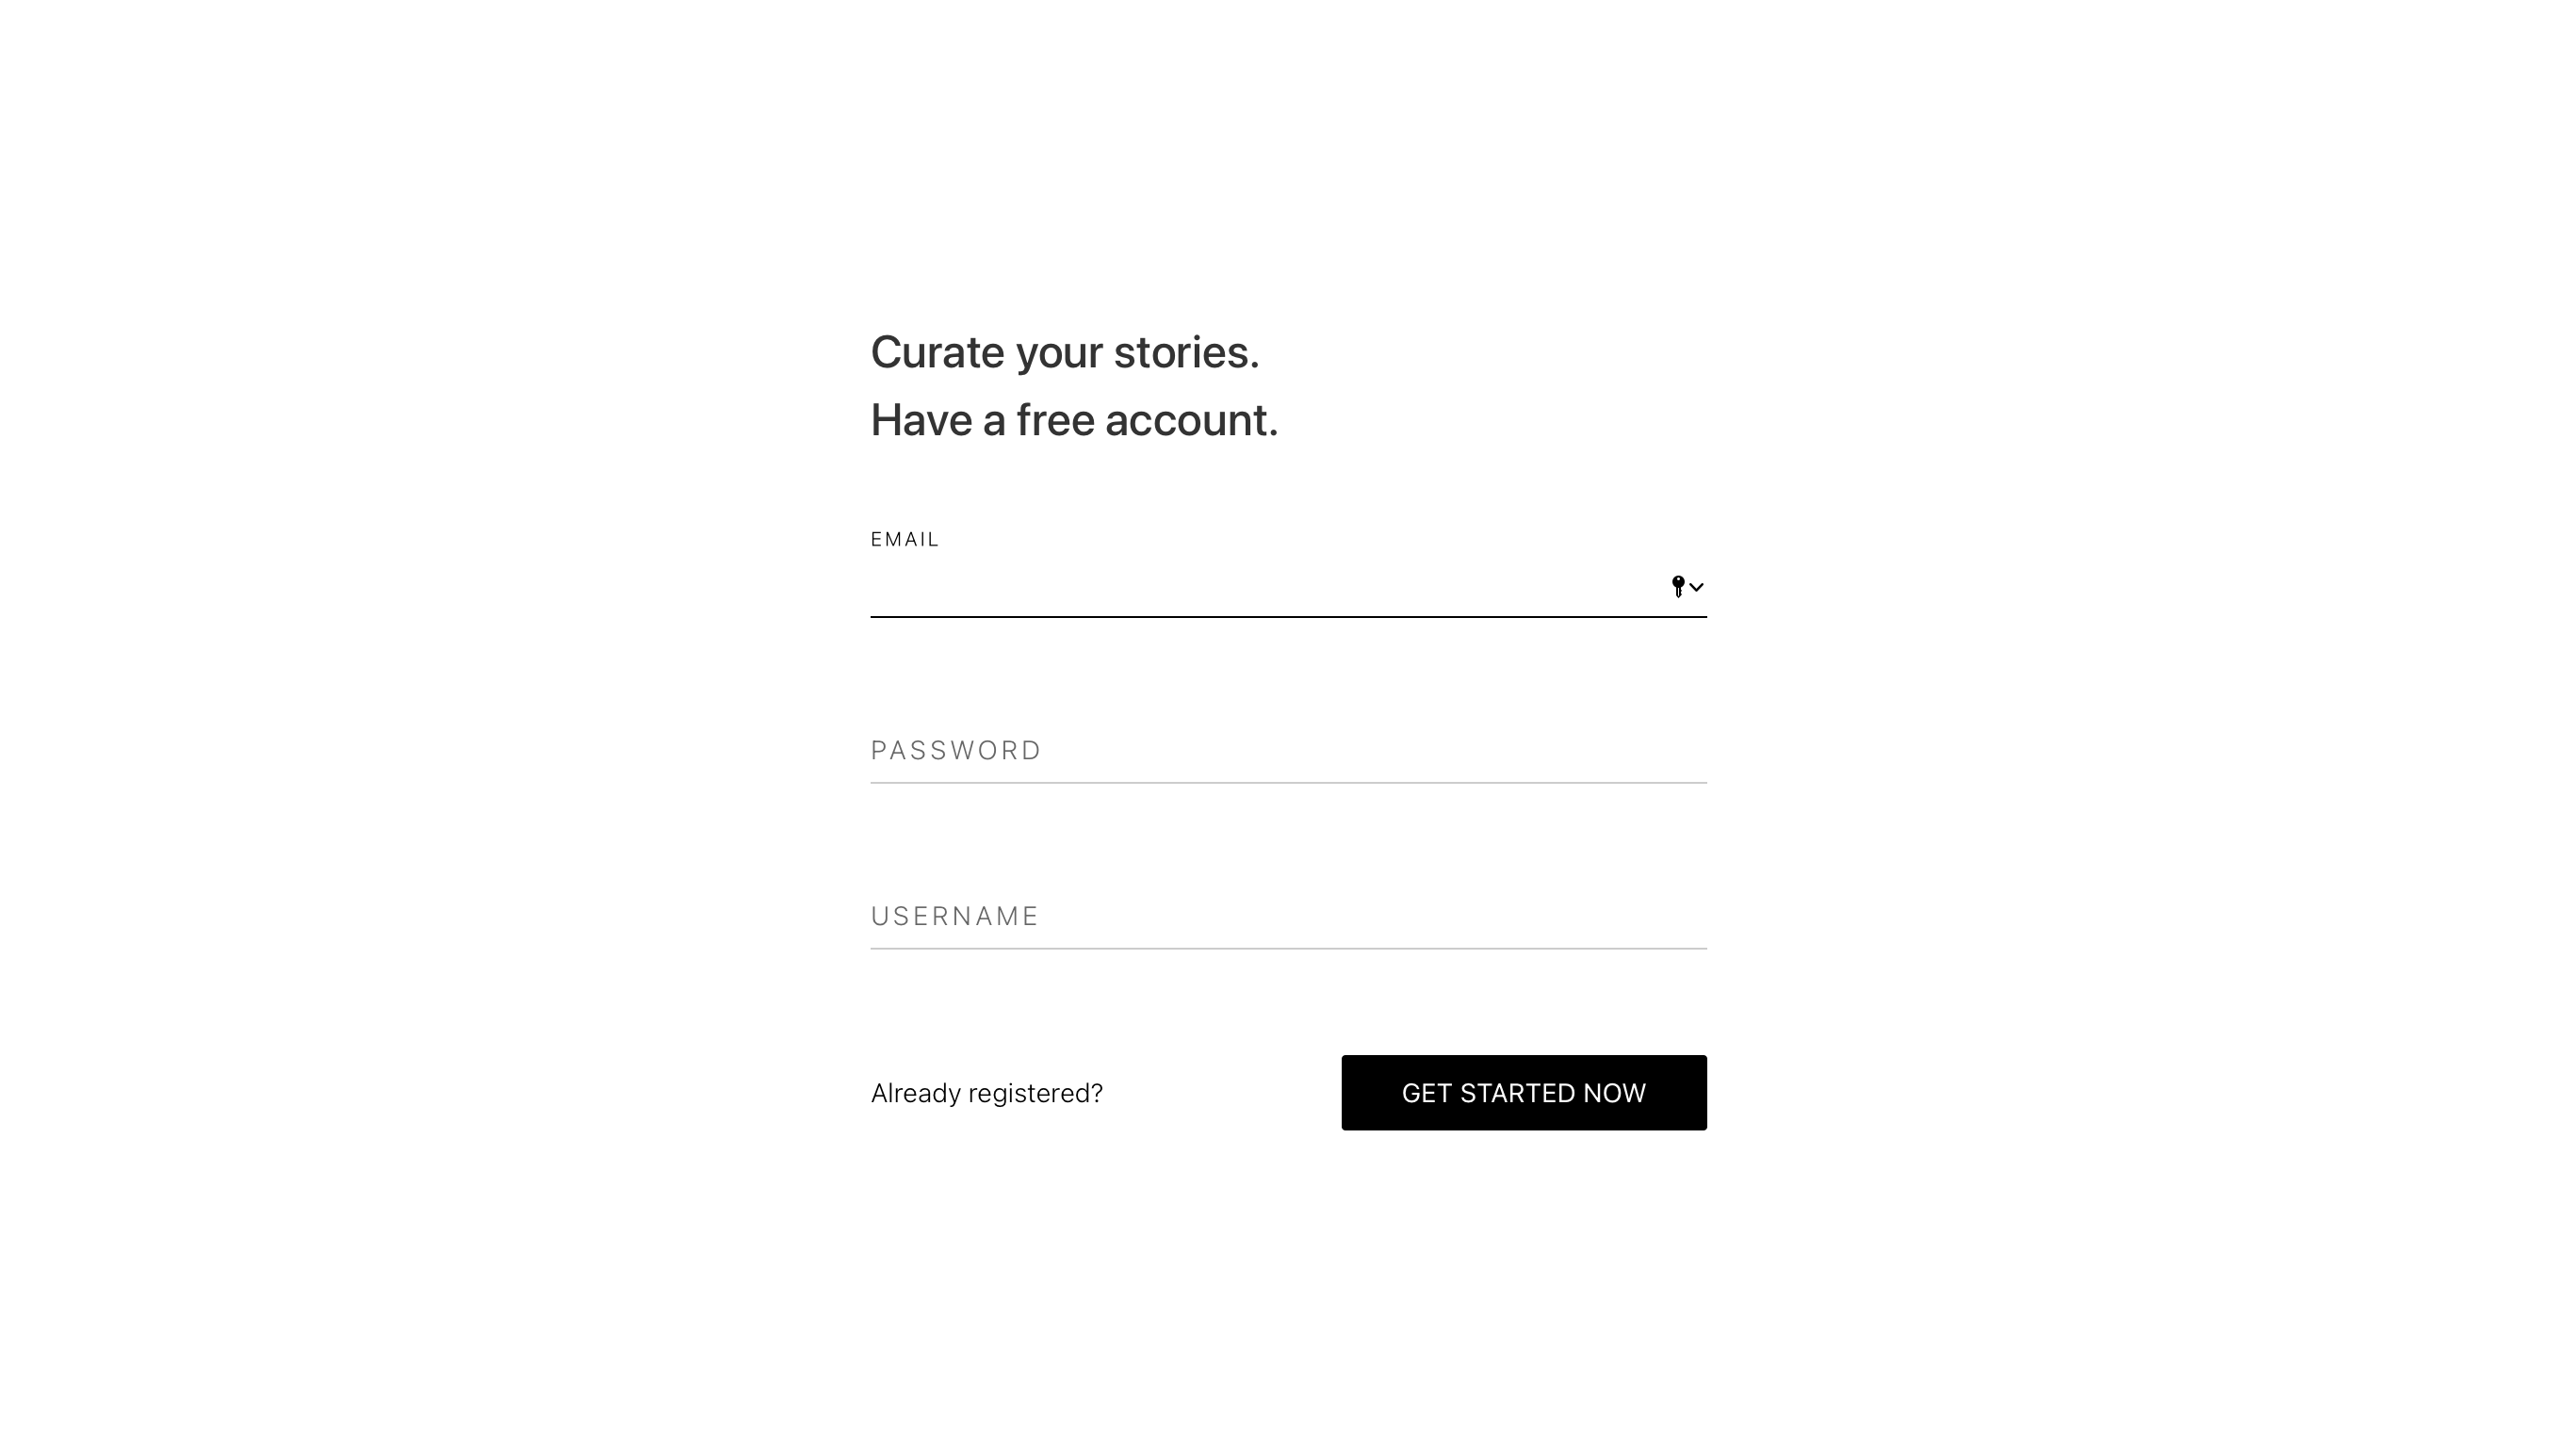 Curate your stories.
Have a free account.
EMAIL
PASSWORD
USERNAME
Already registered?
GET STARTED NOW